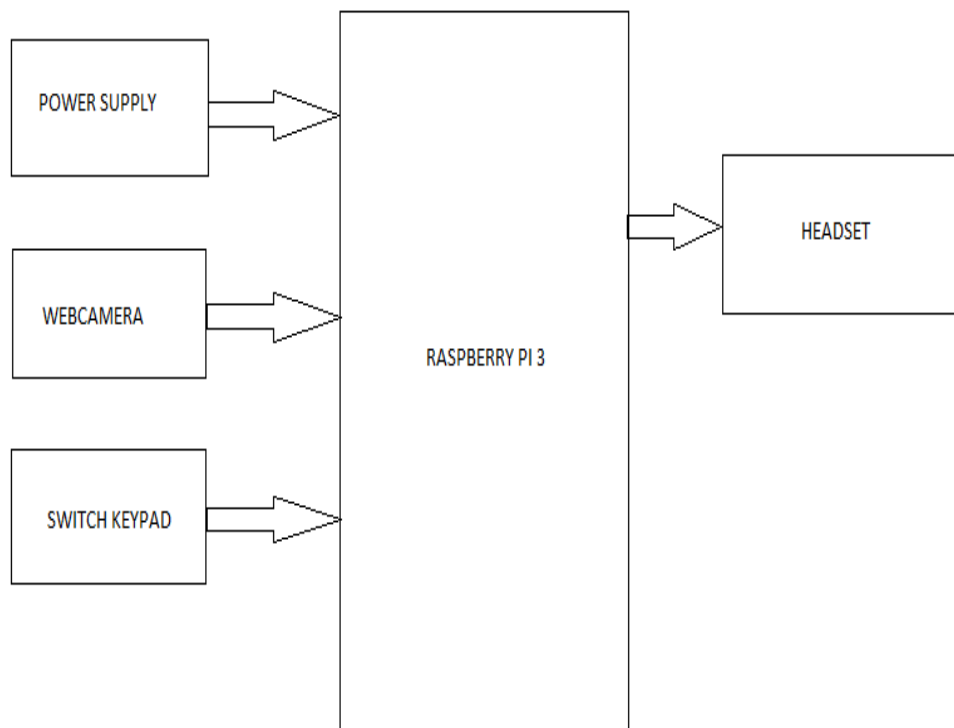 POWER SUPPLY
WEBCAMERA
SWITCH KEYPAD
RASPBERRY PI 3
HEADSET